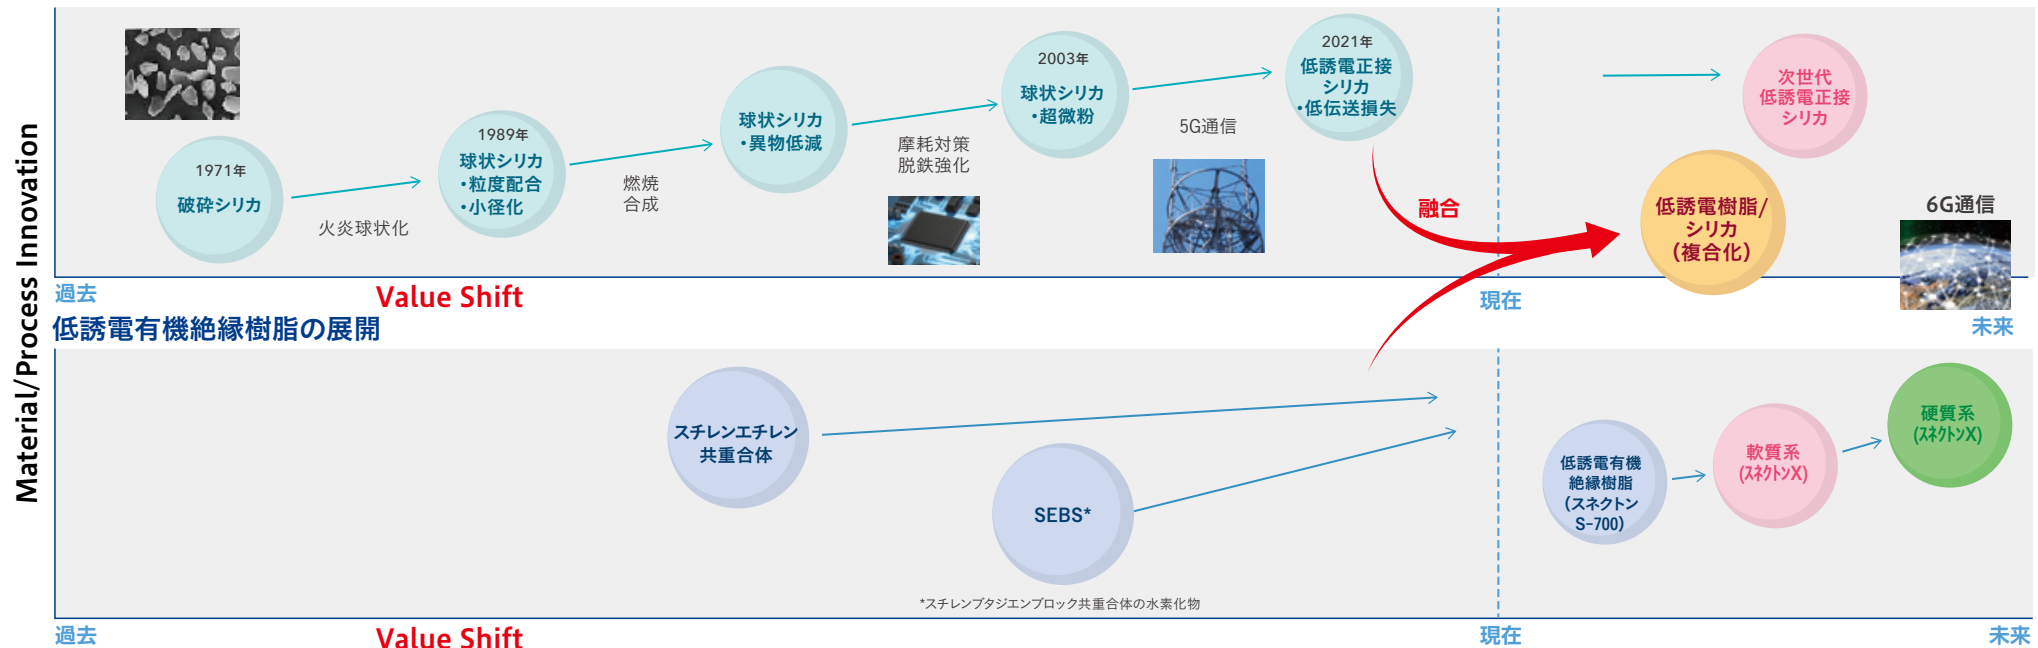 Material/Process Innovation
1971年
破砕シリカ
火炎球状化
1989年
球状シリカ
・粒度配合
・小径化
燃焼
合成
球状シリカ
・異物低減
摩耗対策
脱鉄強化
2003年
球状シリカ
・超微粉
5G通信
2021年
低誘電正接
シリカ
・低伝送損失
融合
次世代
低誘電正接
シリカ
低誘電樹脂/
シリカ
(複合化)
6G通信
過去
Value Shift
現在
未来
低誘電有機絶縁樹脂の展開
スチレンエチレン
共重合体
SEBS*
低誘電有機
絶縁樹脂
(スネクトン
S-700)
軟質系
(スネクトンX)
硬質系
(スネクトンX)
*スチレンブタジエンブロック共重合体の水素化物
過去
Value Shift
現在
未来